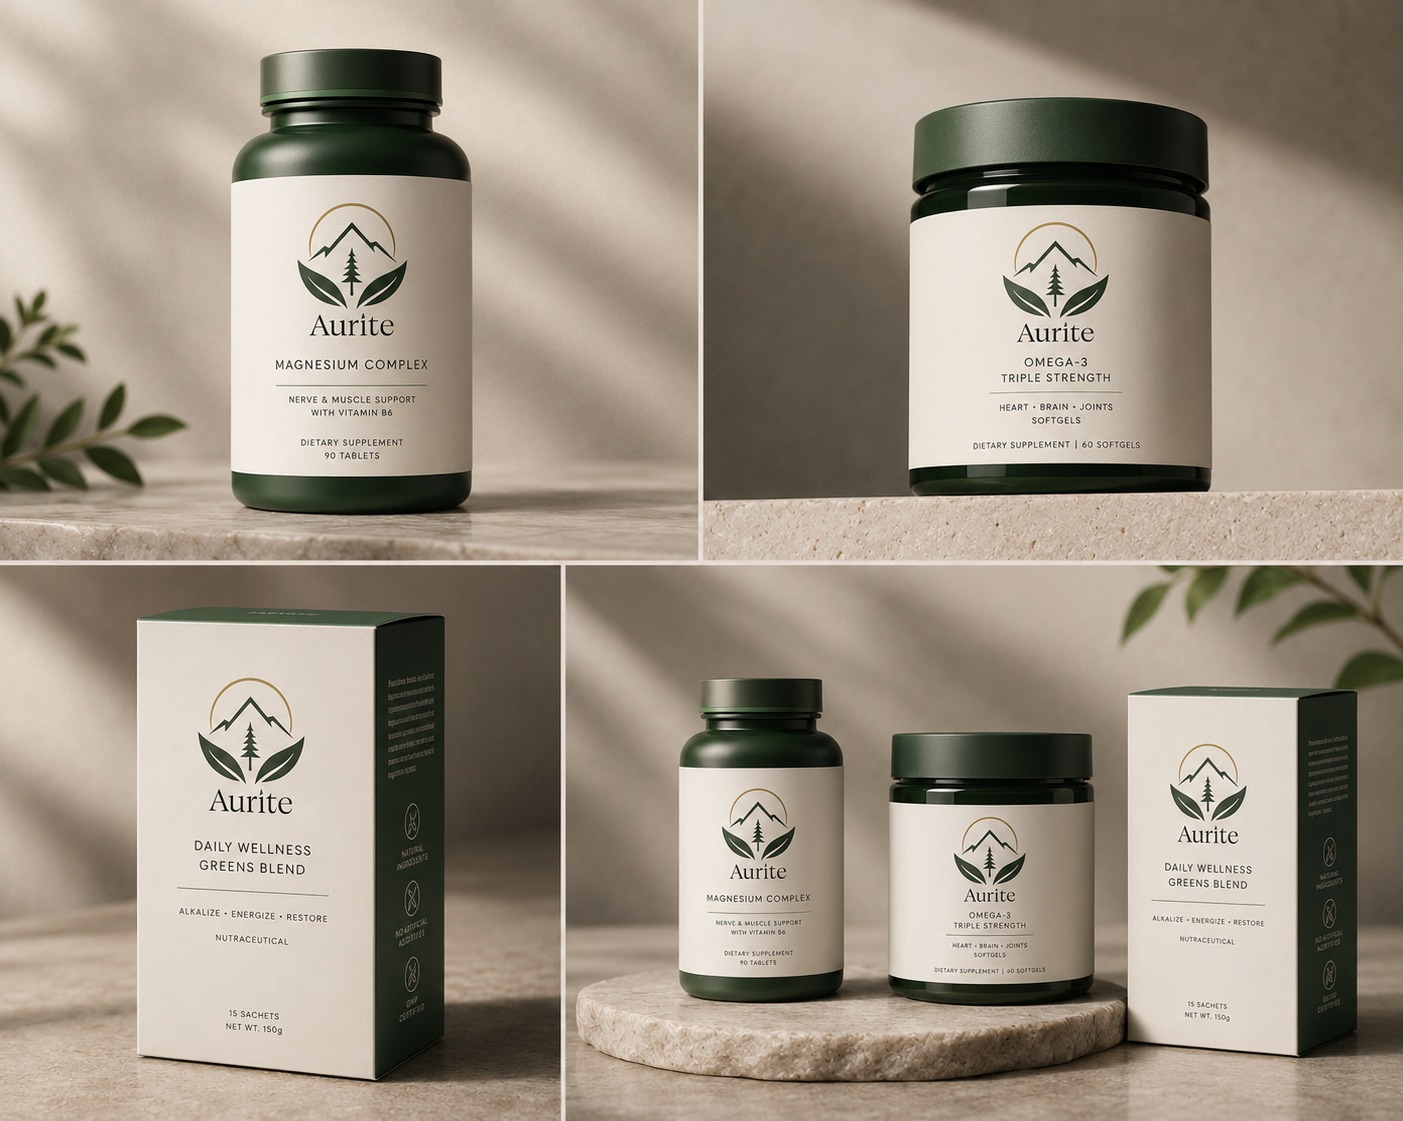 Aurite
MAGNESIUM COMPLEX
NERVE & MUSCLE SUPPORT
WITH VITAMIN B6
DIETARY SUPPLEMENT
90 TABLETS
Aurite
OMEGA-3
TRIPLE STRENGTH
HEART • BRAIN • JOINTS
SOFTGELS
DIETARY SUPPLEMENT | 60 SOFTGELS
Aurite
DAILY WELLNESS
GREENS BLEND
ALKALIZE • ENERGIZE • RESTORE
NUTRACEUTICAL
15 SACHETS
NET WT. 150g
NATURAL
INGREDIENTS
NO ARTIFICIAL
ADDITIVES
GMP
CERTIFIED
Aurite
MAGNESIUM COMPLEX
NERVE & MUSCLE SUPPORT
WITH VITAMIN B6
DIETARY SUPPLEMENT
90 TABLETS
Aurite
OMEGA-3
TRIPLE STRENGTH
HEART • BRAIN • JOINTS
SOFTGELS
DIETARY SUPPLEMENT | 60 SOFTGELS
Aurite
DAILY WELLNESS
GREENS BLEND
ALKALIZE • ENERGIZE • RESTORE
NUTRACEUTICAL
15 SACHETS
NET WT. 150g
NATURAL